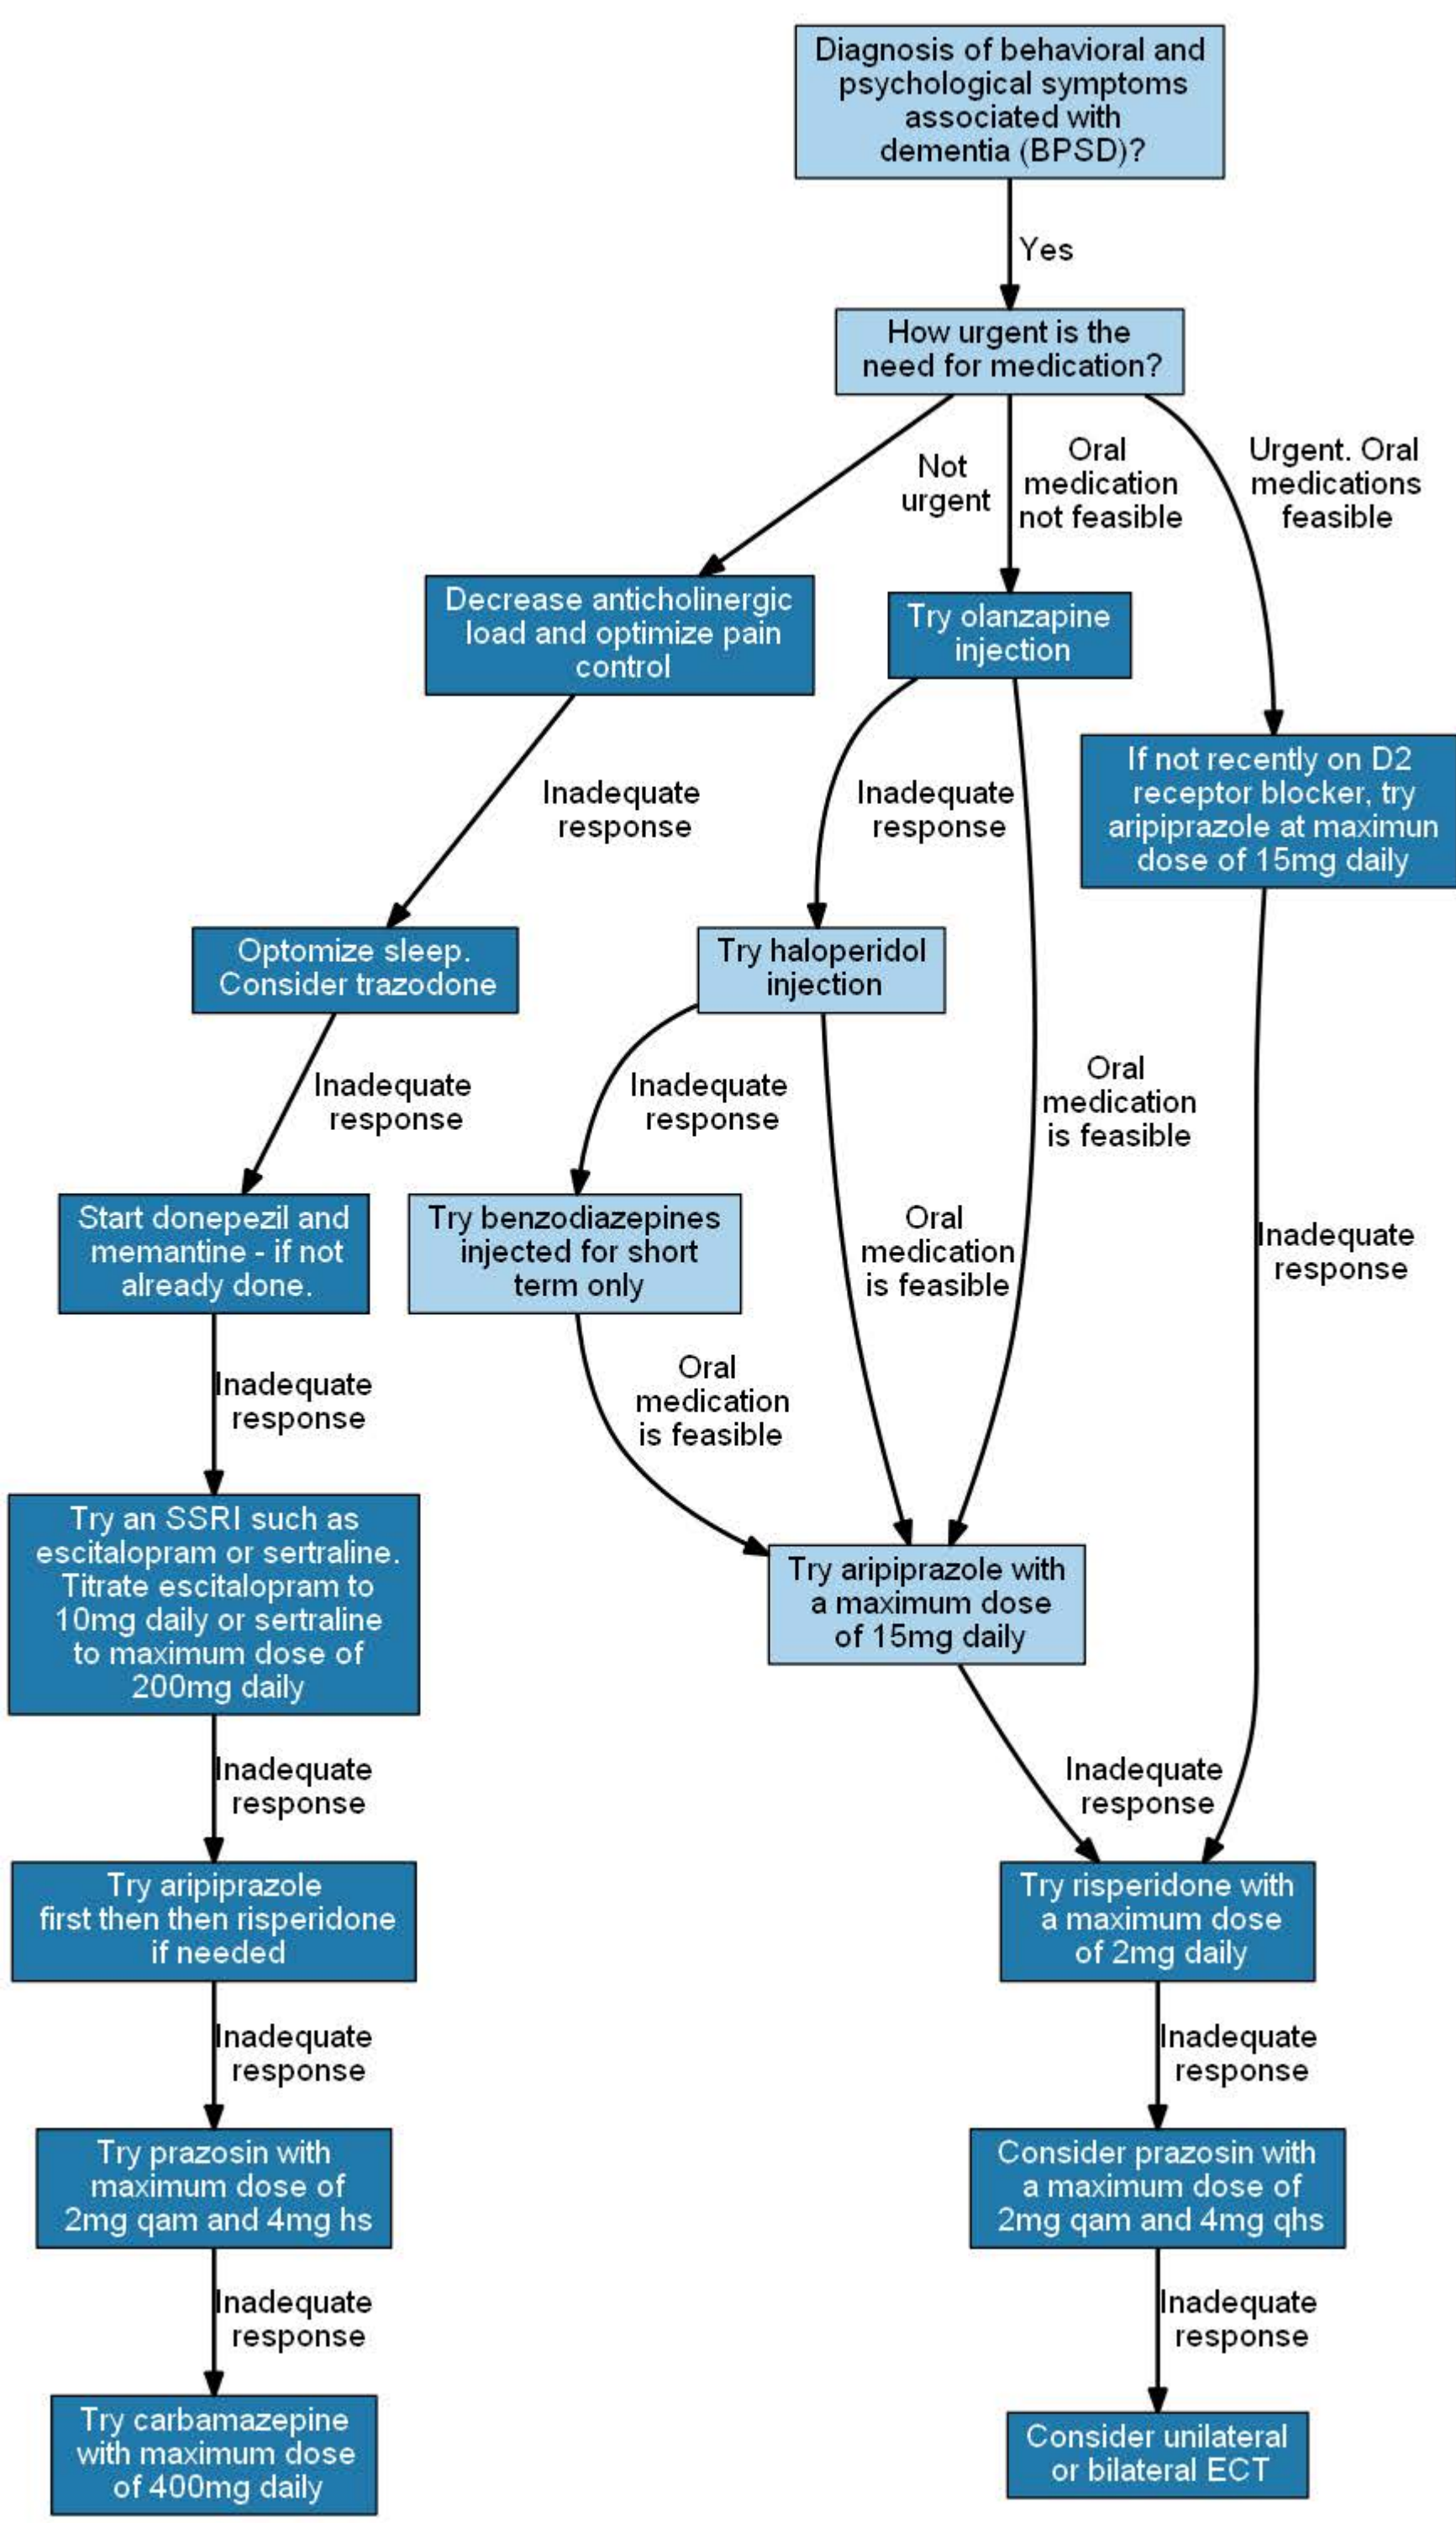 Diagnosis of behavioral and
psychological symptoms
associated with
dementia (BPSD)?
Yes
How urgent is the
need for medication?
Not
urgent
Oral
medication
not feasible
Urgent. Oral
medications
feasible
Decrease anticholinergic
load and optimize pain
control
Try olanzapine
injection
If not recently on D2
receptor blocker, try
aripiprazole at maximun
dose of 15mg daily
Inadequate
response
Inadequate
response
Optomize sleep.
Consider trazodone
Try haloperidol
injection
Inadequate
response
Inadequate
response
Oral
medication
is feasible
Start donepezil and
memantine - if not
already done.
Try benzodiazepines
injected for short
term only
Oral
medication
is feasible
Inadequate
response
Inadequate
response
Oral
medication
is feasible
Try an SSRI such as
escitalopram or sertraline.
Titrate escitalopram to
10mg daily or sertraline
to maximum dose of
200mg daily
Try aripiprazole with
a maximum dose
of 15mg daily
Inadequate
response
Inadequate
response
Try aripiprazole
first then then risperidone
if needed
Try risperidone with
a maximum dose
of 2mg daily
Inadequate
response
Inadequate
response
Try prazosin with
maximum dose of
2mg qam and 4mg hs
Consider prazosin with
a maximum dose of
2mg qam and 4mg qhs
Inadequate
response
Inadequate
response
Try carbamazepine
with maximum dose
of 400mg daily
Consider unilateral
or bilateral ECT